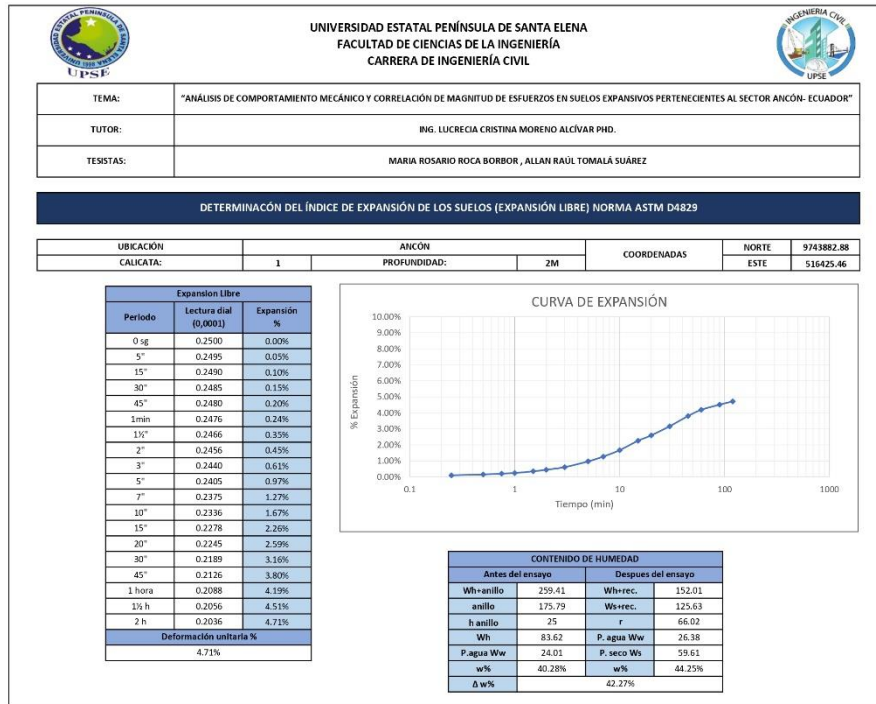 UNIVERSIDAD ESTATAL PENÍNSULA DE SANTA ELENA
FACULTAD DE CIENCIAS DE LA INGENIERÍA
CARRERA DE INGENIERÍA CIVIL
UNIVERSIDAD ESTATAL PENINSULA DE SANTA ELENA
UPSE
INGENIERIA CIVIL
UPSE
TEMA: "ANÁLISIS DE COMPORTAMIENTO MECÁNICO Y CORRELACIÓN DE MAGNITUD DE ESFUERZOS EN SUELOS EXPANSIVOS PERTENECIENTES AL SECTOR ANCÓN- ECUADOR"
TUTOR: ING. LUCRECIA CRISTINA MORENO ALCÍVAR PHD.
TESISTAS: MARIA ROSARIO ROCA BORBOR , ALLAN RAÚL TOMALÁ SUÁREZ
DETERMINACÓN DEL ÍNDICE DE EXPANSIÓN DE LOS SUELOS (EXPANSIÓN LIBRE) NORMA ASTM D4829
UBICACIÓN ANCÓN COORDENADAS NORTE 9743882.88
CALICATA: 1 PROFUNDIDAD: 2M ESTE 516425.46
Expansion Libre
Periodo Lectura dial (0,0001) Expansión %
0 sg 0.2500 0.00%
5" 0.2495 0.05%
15" 0.2490 0.10%
30" 0.2485 0.15%
45" 0.2480 0.20%
1min 0.2476 0.24%
1½" 0.2466 0.35%
2" 0.2456 0.45%
3" 0.2440 0.61%
5" 0.2405 0.97%
7" 0.2375 1.27%
10" 0.2336 1.67%
15" 0.2278 2.26%
20" 0.2245 2.59%
30" 0.2189 3.16%
45" 0.2126 3.80%
1 hora 0.2088 4.19%
1½ h 0.2056 4.51%
2 h 0.2036 4.71%
Deformación unitaria %
4.71%
CURVA DE EXPANSIÓN
% Expansión
10.00%
9.00%
8.00%
7.00%
6.00%
5.00%
4.00%
3.00%
2.00%
1.00%
0.00%
0.1 1 10 100 1000
Tiempo (min)
CONTENIDO DE HUMEDAD
Antes del ensayo Despues del ensayo
Wh+anillo 259.41 Wh+rec. 152.01
anillo 175.79 Ws+rec. 125.63
h anillo 25 r 66.02
Wh 83.62 P. agua Ww 26.38
P.agua Ww 24.01 P. seco Ws 59.61
w% 40.28% w% 44.25%
Δ w% 42.27%